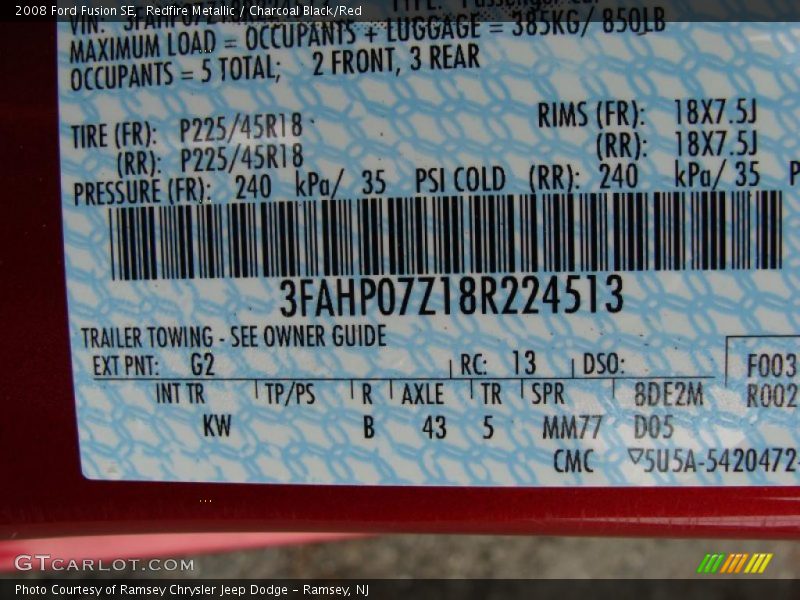 2008 Ford Fusion SE, Redfire Metallic / Charcoal Black/Red
VIN: TYPE: Passenger
MAXIMUM LOAD = OCCUPANTS + LUGGAGE = 385KG/ 850LB
OCCUPANTS = 5 TOTAL; 2 FRONT, 3 REAR
TIRE (FR): P225/45R18 RIMS (FR): 18X7.5J
(RR): P225/45R18 (RR): 18X7.5J
PRESSURE (FR): 240 kPa/ 35 PSI COLD (RR): 240 kPa/ 35 P
3FAHP07Z18R224513
TRAILER TOWING - SEE OWNER GUIDE
EXT PNT: G2 RC: 13 DSO: F003
INT TR TP/PS R AXLE TR SPR 8DE2M R002
KW B 43 5 MM77 D05
CMC ▽5U5A-5420472-
GTCARLOT.COM
Photo Courtesy of Ramsey Chrysler Jeep Dodge – Ramsey, NJ